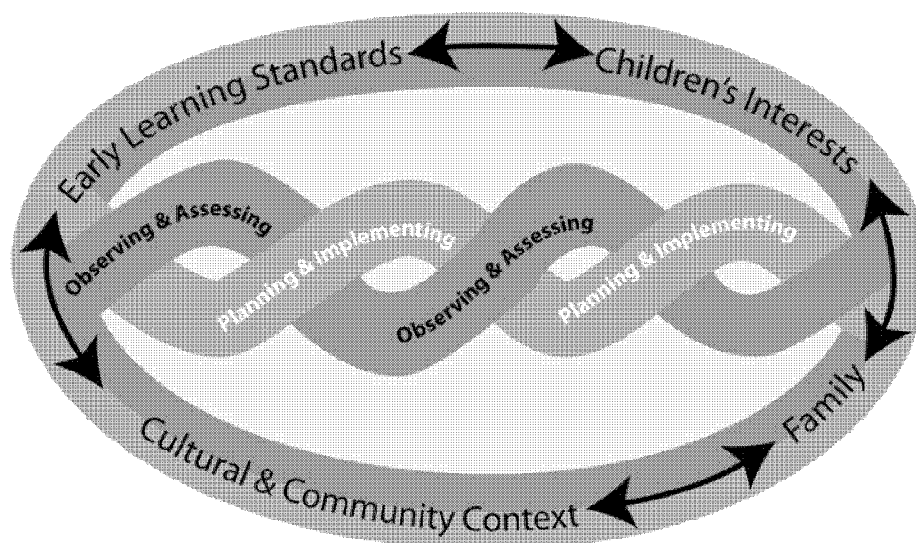 Early Learning Standards
Children's Interests
Observing & Assessing
Planning & Implementing
Observing & Assessing
Planning & Implementing
Family
Cultural & Community Context